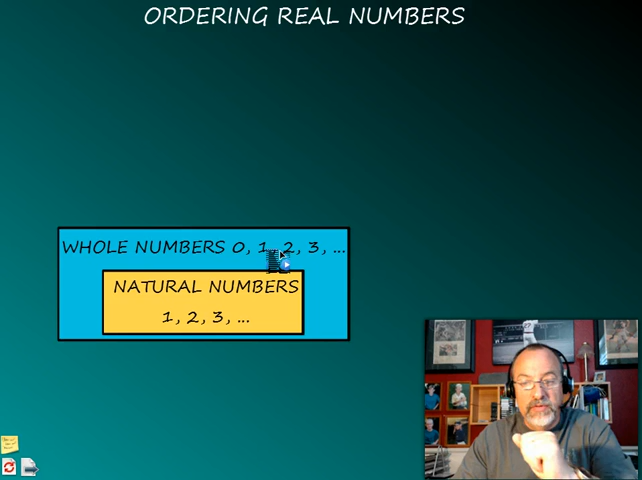 ORDERING REAL NUMBERS
WHOLE NUMBERS 0, 1, 2, 3, ...
NATURAL NUMBERS
1, 2, 3, ...